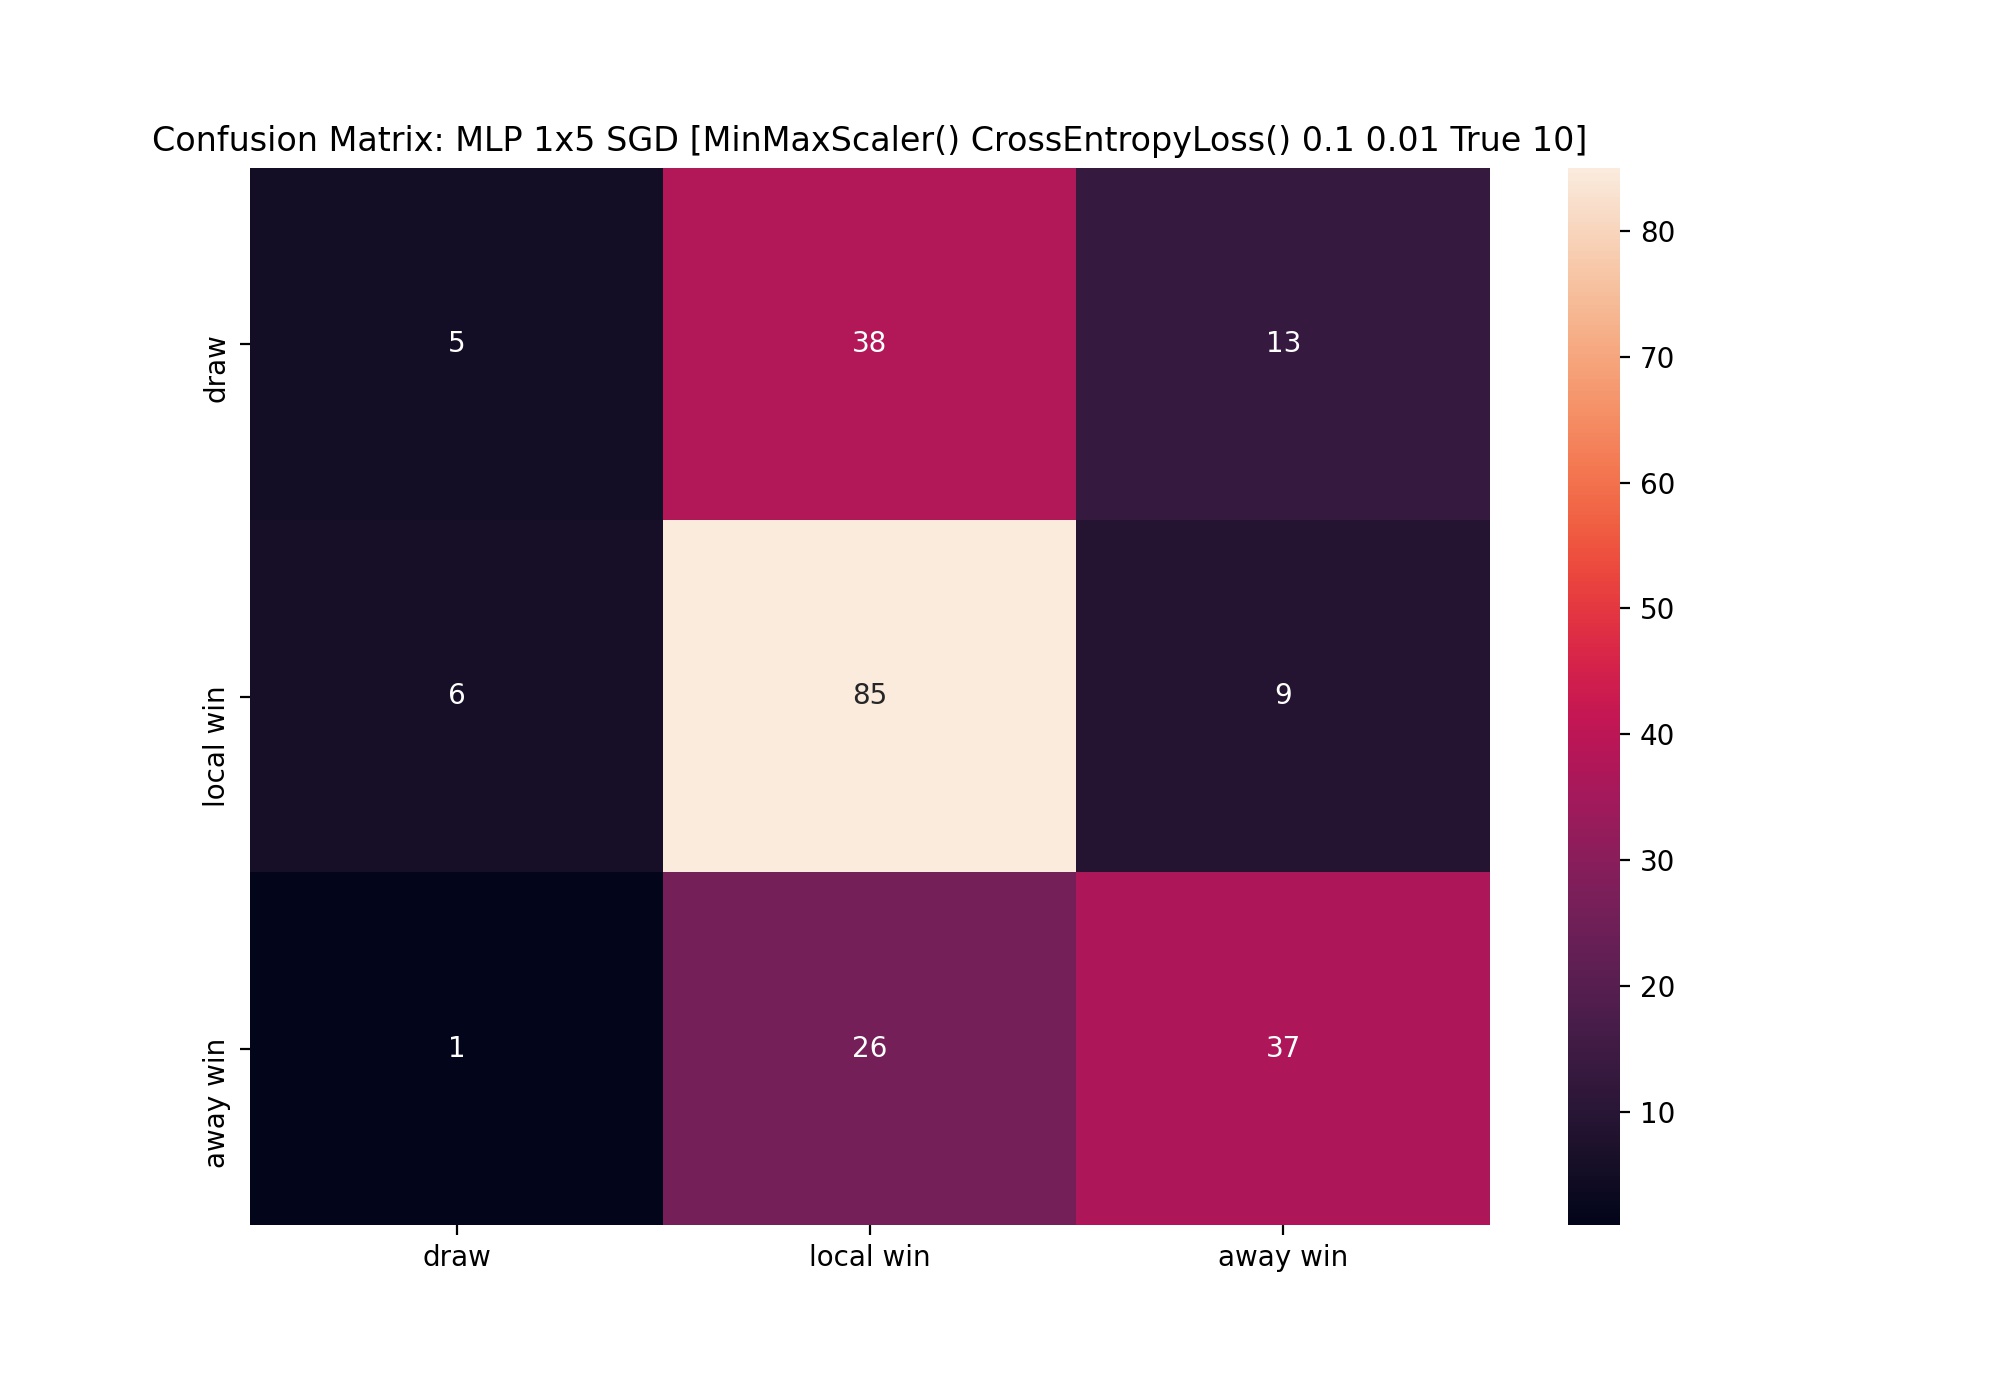 Confusion Matrix: MLP 1x5 SGD [MinMaxScaler() CrossEntropyLoss() 0.1 0.01 True 10]
draw
5
38
13
local win
6
85
9
away win
1
26
37
draw
local win
away win
80
70
60
50
40
30
20
10